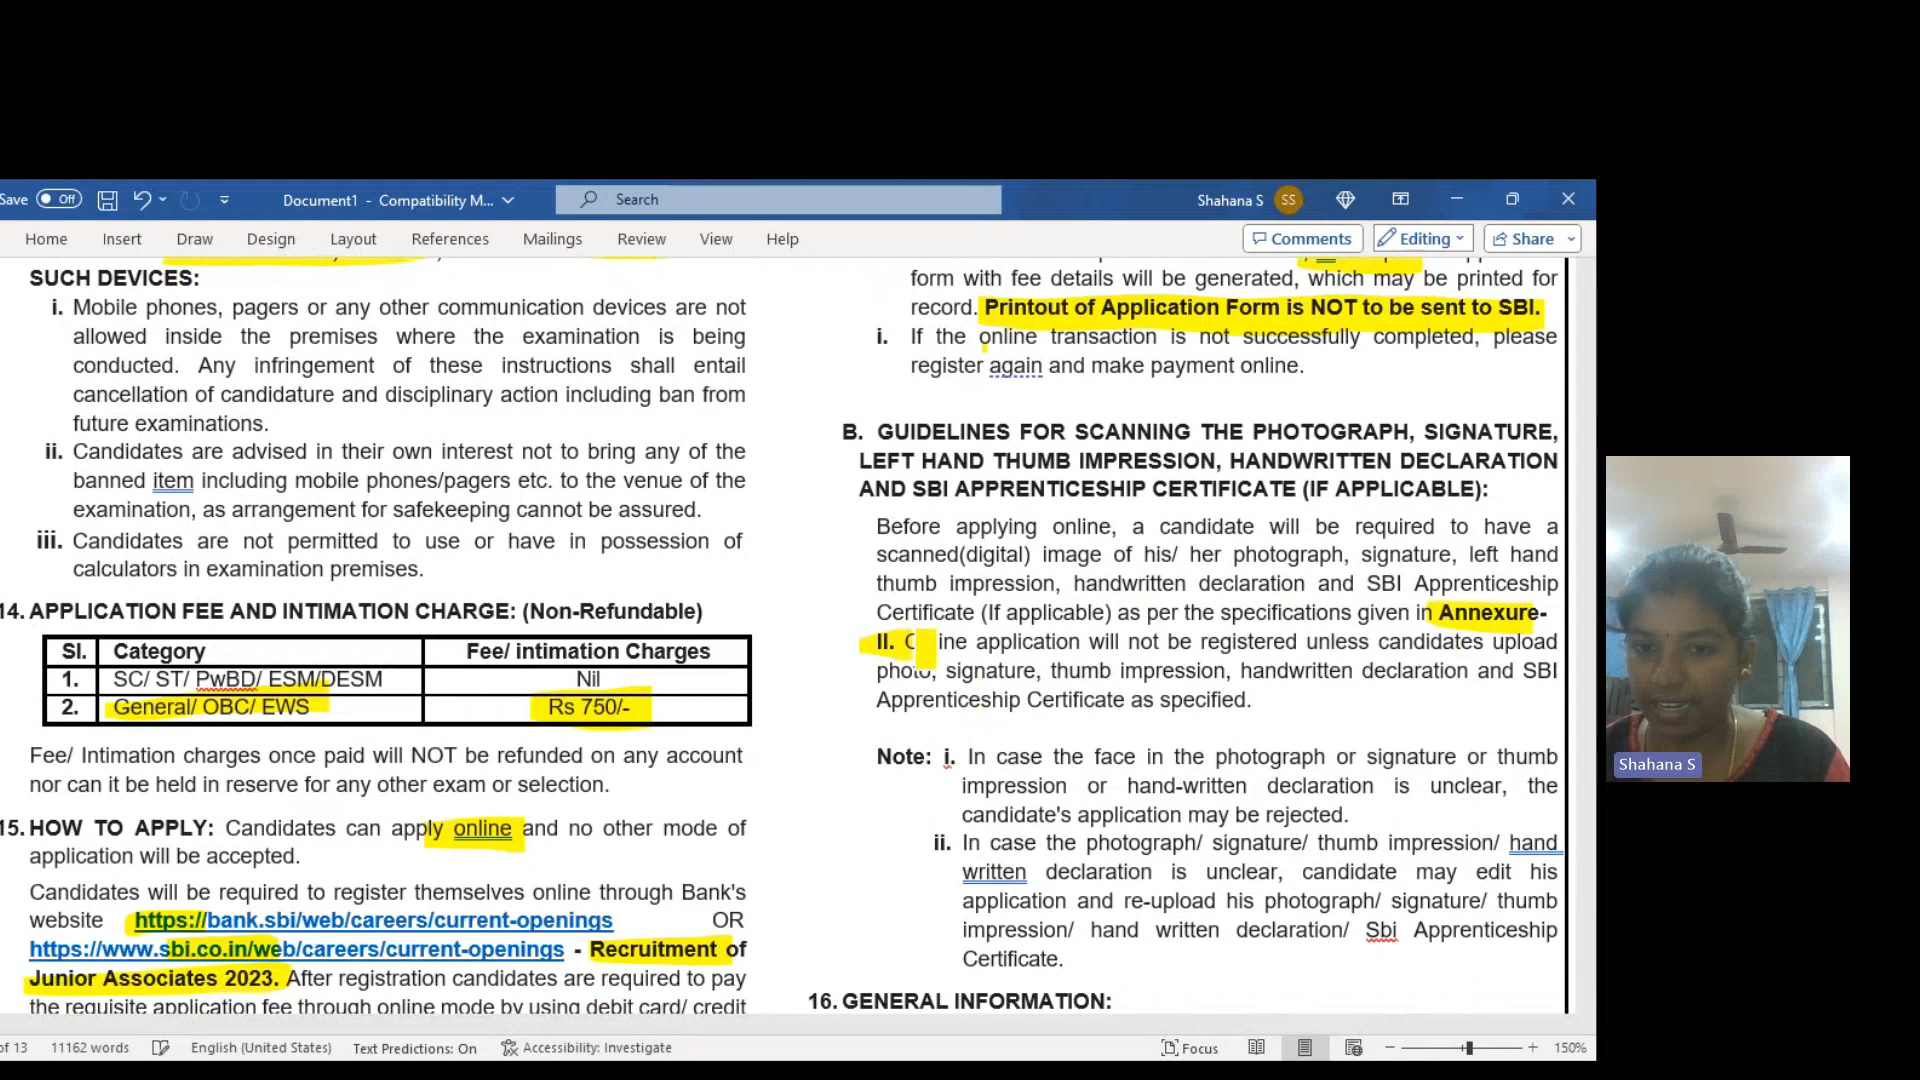 Save Off Document1 - Compatibility M... Search Shahana S SS
Home Insert Draw Design Layout References Mailings Review View Help Comments Editing Share
SUCH DEVICES:
i. Mobile phones, pagers or any other communication devices are not
allowed inside the premises where the examination is being
conducted. Any infringement of these instructions shall entail
cancellation of candidature and disciplinary action including ban from
future examinations.
ii. Candidates are advised in their own interest not to bring any of the
banned item including mobile phones/pagers etc. to the venue of the
examination, as arrangement for safekeeping cannot be assured.
iii. Candidates are not permitted to use or have in possession of
calculators in examination premises.
14. APPLICATION FEE AND INTIMATION CHARGE: (Non-Refundable)
Sl. Category Fee/ intimation Charges
1. SC/ ST/ PwBD/ ESM/DESM Nil
2. General/ OBC/ EWS Rs 750/-
Fee/ Intimation charges once paid will NOT be refunded on any account
nor can it be held in reserve for any other exam or selection.
15. HOW TO APPLY: Candidates can apply online and no other mode of
application will be accepted.
Candidates will be required to register themselves online through Bank's
website https://bank.sbi/web/careers/current-openings OR
https://www.sbi.co.in/web/careers/current-openings - Recruitment of
Junior Associates 2023. After registration candidates are required to pay
the requisite application fee through online mode by using debit card/ credit
form with fee details will be generated, which may be printed for
record. Printout of Application Form is NOT to be sent to SBI.
i. If the online transaction is not successfully completed, please
register again and make payment online.
B. GUIDELINES FOR SCANNING THE PHOTOGRAPH, SIGNATURE,
LEFT HAND THUMB IMPRESSION, HANDWRITTEN DECLARATION
AND SBI APPRENTICESHIP CERTIFICATE (IF APPLICABLE):
Before applying online, a candidate will be required to have a
scanned(digital) image of his/ her photograph, signature, left hand
thumb impression, handwritten declaration and SBI Apprenticeship
Certificate (If applicable) as per the specifications given in Annexure-
II. ine application will not be registered unless candidates upload
photo, signature, thumb impression, handwritten declaration and SBI
Apprenticeship Certificate as specified.
Note: i. In case the face in the photograph or signature or thumb
impression or hand-written declaration is unclear, the
candidate's application may be rejected.
ii. In case the photograph/ signature/ thumb impression/ hand
written declaration is unclear, candidate may edit his
application and re-upload his photograph/ signature/ thumb
impression/ hand written declaration/ Sbi Apprenticeship
Certificate.
16. GENERAL INFORMATION:
Shahana S
of 13 11162 words English (United States) Text Predictions: On Accessibility: Investigate Focus 150%